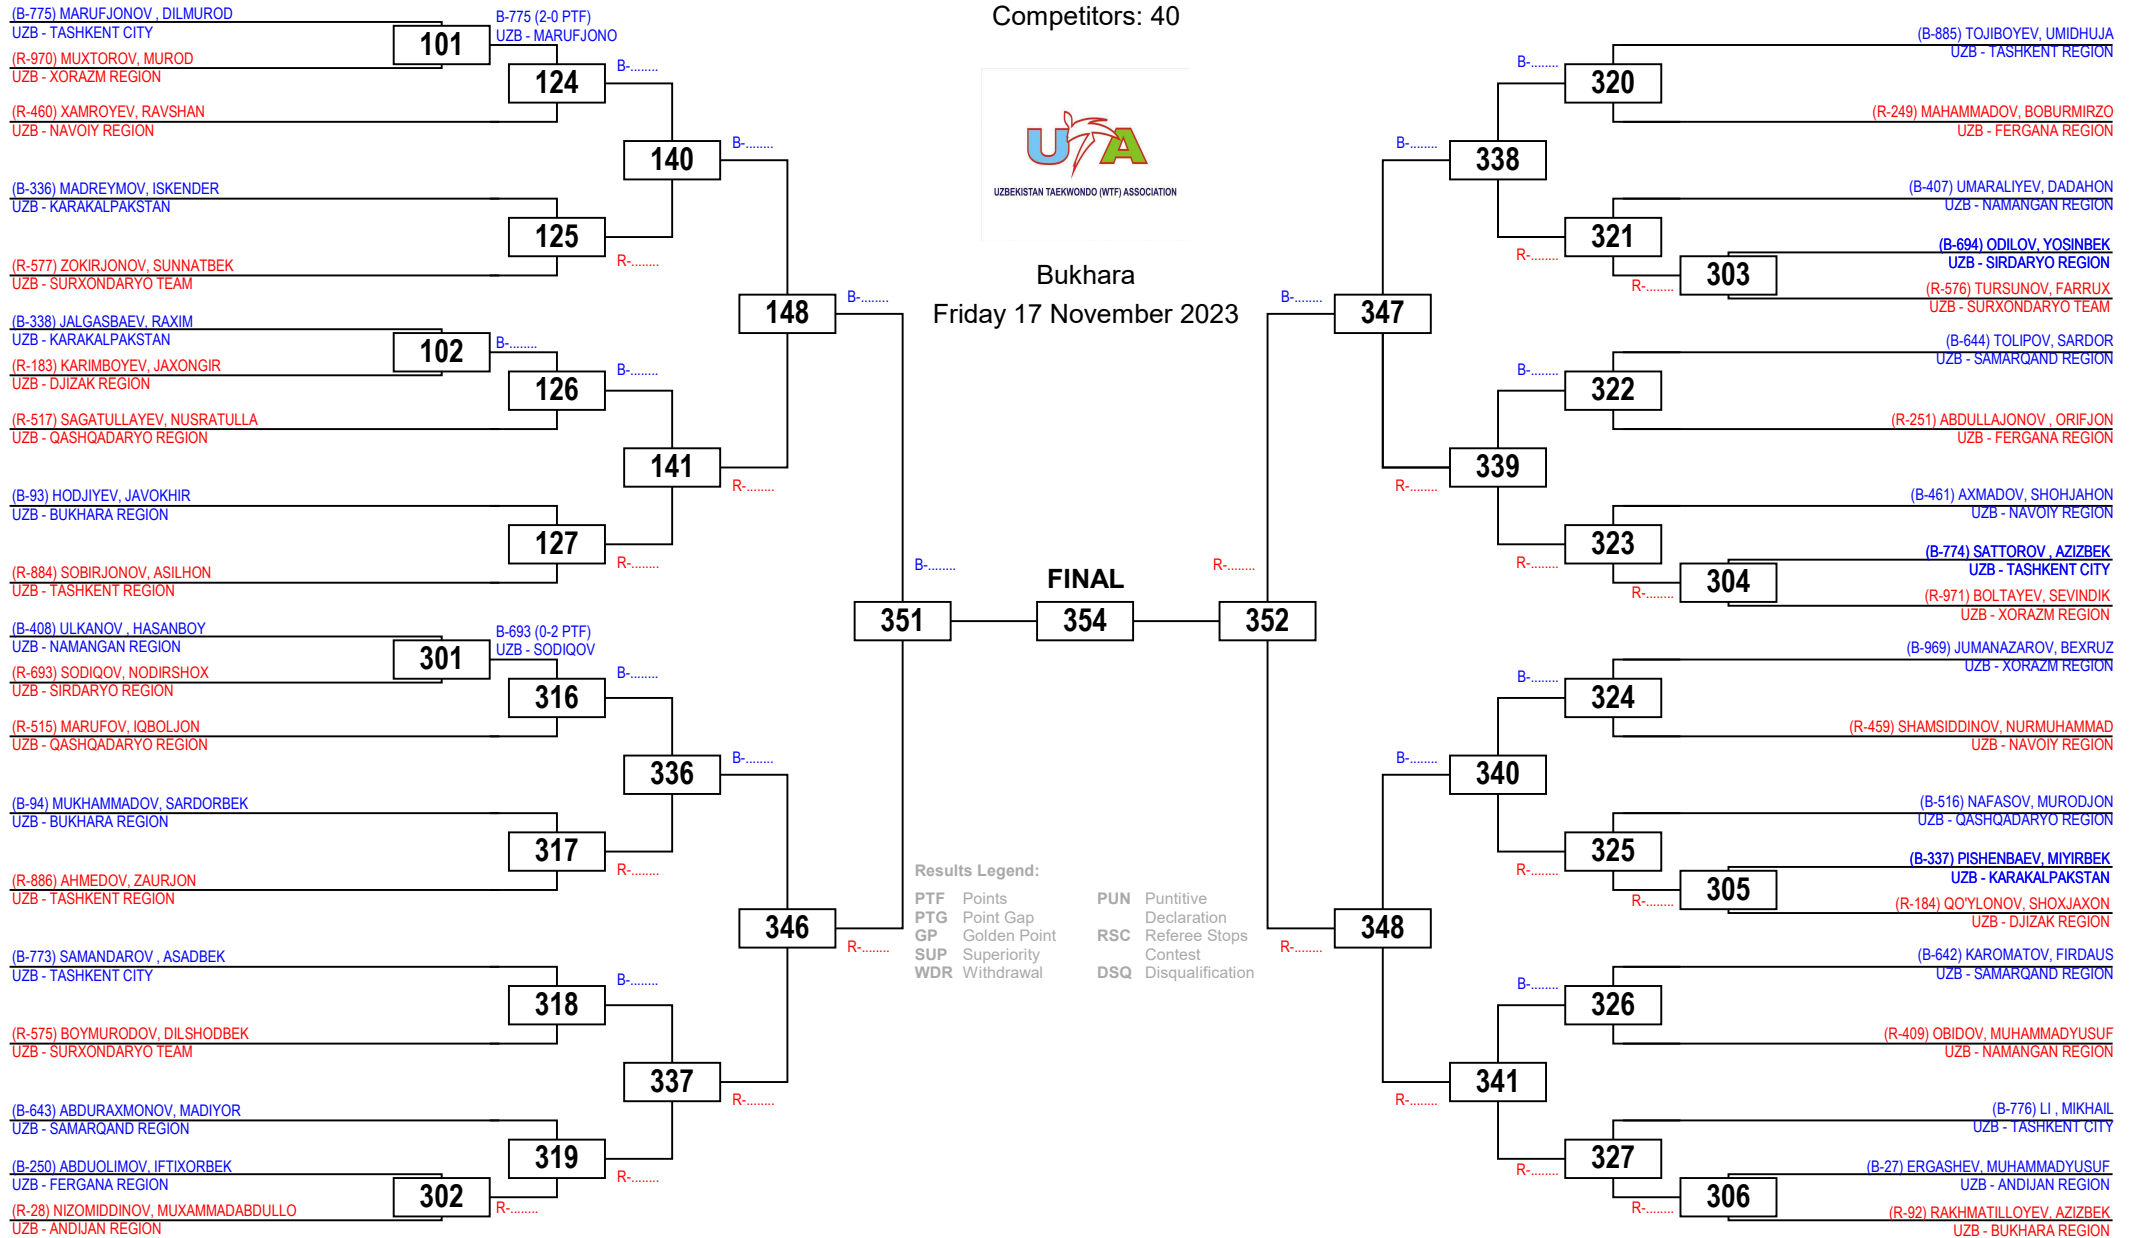 Competitors: 40
UTA
UZBEKISTAN TAEKWONDO (WTF) ASSOCIATION
Bukhara
Friday 17 November 2023
(B-775) MARUFJONOV , DILMUROD
UZB - TASHKENT CITY
101
B-775 (2-0 PTF)
UZB - MARUFJONO
(R-970) MUXTOROV, MUROD
UZB - XORAZM REGION
124
B-........
(R-460) XAMROYEV, RAVSHAN
UZB - NAVOIY REGION
140
B-........
(B-336) MADREYMOV, ISKENDER
UZB - KARAKALPAKSTAN
125
R-........
(R-577) ZOKIRJONOV, SUNNATBEK
UZB - SURXONDARYO TEAM
148
B-........
(B-338) JALGASBAEV, RAXIM
UZB - KARAKALPAKSTAN
102
B-........
(R-183) KARIMBOYEV, JAXONGIR
UZB - DJIZAK REGION
126
B-........
(R-517) SAGATULLAYEV, NUSRATULLA
UZB - QASHQADARYO REGION
141
R-........
(B-93) HODJIYEV, JAVOKHIR
UZB - BUKHARA REGION
127
R-........
(R-884) SOBIRJONOV, ASILHON
UZB - TASHKENT REGION
B-........
351
(B-408) ULKANOV , HASANBOY
UZB - NAMANGAN REGION
301
B-693 (0-2 PTF)
UZB - SODIQOV
(R-693) SODIQOV, NODIRSHOX
UZB - SIRDARYO REGION
316
B-........
(R-515) MARUFOV, IQBOLJON
UZB - QASHQADARYO REGION
336
B-........
(B-94) MUKHAMMADOV, SARDORBEK
UZB - BUKHARA REGION
317
R-........
(R-886) AHMEDOV, ZAURJON
UZB - TASHKENT REGION
346
R-........
(B-773) SAMANDAROV , ASADBEK
UZB - TASHKENT CITY
318
B-........
(R-575) BOYMURODOV, DILSHODBEK
UZB - SURXONDARYO TEAM
337
R-........
(B-643) ABDURAXMONOV, MADIYOR
UZB - SAMARQAND REGION
319
R-........
(B-250) ABDUOLIMOV, IFTIXORBEK
UZB - FERGANA REGION
302
R-........
(R-28) NIZOMIDDINOV, MUXAMMADABDULLO
UZB - ANDIJAN REGION
FINAL
354
Results Legend:
PTF Points
PTG Point Gap
GP Golden Point
SUP Superiority
WDR Withdrawal
PUN Puntitive
Declaration
RSC Referee Stops
Contest
DSQ Disqualification
R-........
352
(B-885) TOJIBOYEV, UMIDHUJA
UZB - TASHKENT REGION
B-........
320
(R-249) MAHAMMADOV, BOBURMIRZO
UZB - FERGANA REGION
B-........
338
(B-407) UMARALIYEV, DADAHON
UZB - NAMANGAN REGION
R-........
321
(B-694) ODILOV, YOSINBEK
UZB - SIRDARYO REGION
R-........
303
(R-576) TURSUNOV, FARRUX
UZB - SURXONDARYO TEAM
B-........
347
(B-644) TOLIPOV, SARDOR
UZB - SAMARQAND REGION
B-........
322
(R-251) ABDULLAJONOV , ORIFJON
UZB - FERGANA REGION
R-........
339
(B-461) AXMADOV, SHOHJAHON
UZB - NAVOIY REGION
R-........
323
(B-774) SATTOROV , AZIZBEK
UZB - TASHKENT CITY
R-........
304
(R-971) BOLTAYEV, SEVINDIK
UZB - XORAZM REGION
(B-969) JUMANAZAROV, BEXRUZ
UZB - XORAZM REGION
B-........
324
(R-459) SHAMSIDDINOV, NURMUHAMMAD
UZB - NAVOIY REGION
B-........
340
(B-516) NAFASOV, MURODJON
UZB - QASHQADARYO REGION
R-........
325
(B-337) PISHENBAEV, MIYIRBEK
UZB - KARAKALPAKSTAN
R-........
305
(R-184) QO'YLONOV, SHOXJAXON
UZB - DJIZAK REGION
R-........
348
(B-642) KAROMATOV, FIRDAUS
UZB - SAMARQAND REGION
B-........
326
(R-409) OBIDOV, MUHAMMADYUSUF
UZB - NAMANGAN REGION
R-........
341
(B-776) LI , MIKHAIL
UZB - TASHKENT CITY
R-........
327
(B-27) ERGASHEV, MUHAMMADYUSUF
UZB - ANDIJAN REGION
R-........
306
(R-92) RAKHMATILLOYEV, AZIZBEK
UZB - BUKHARA REGION